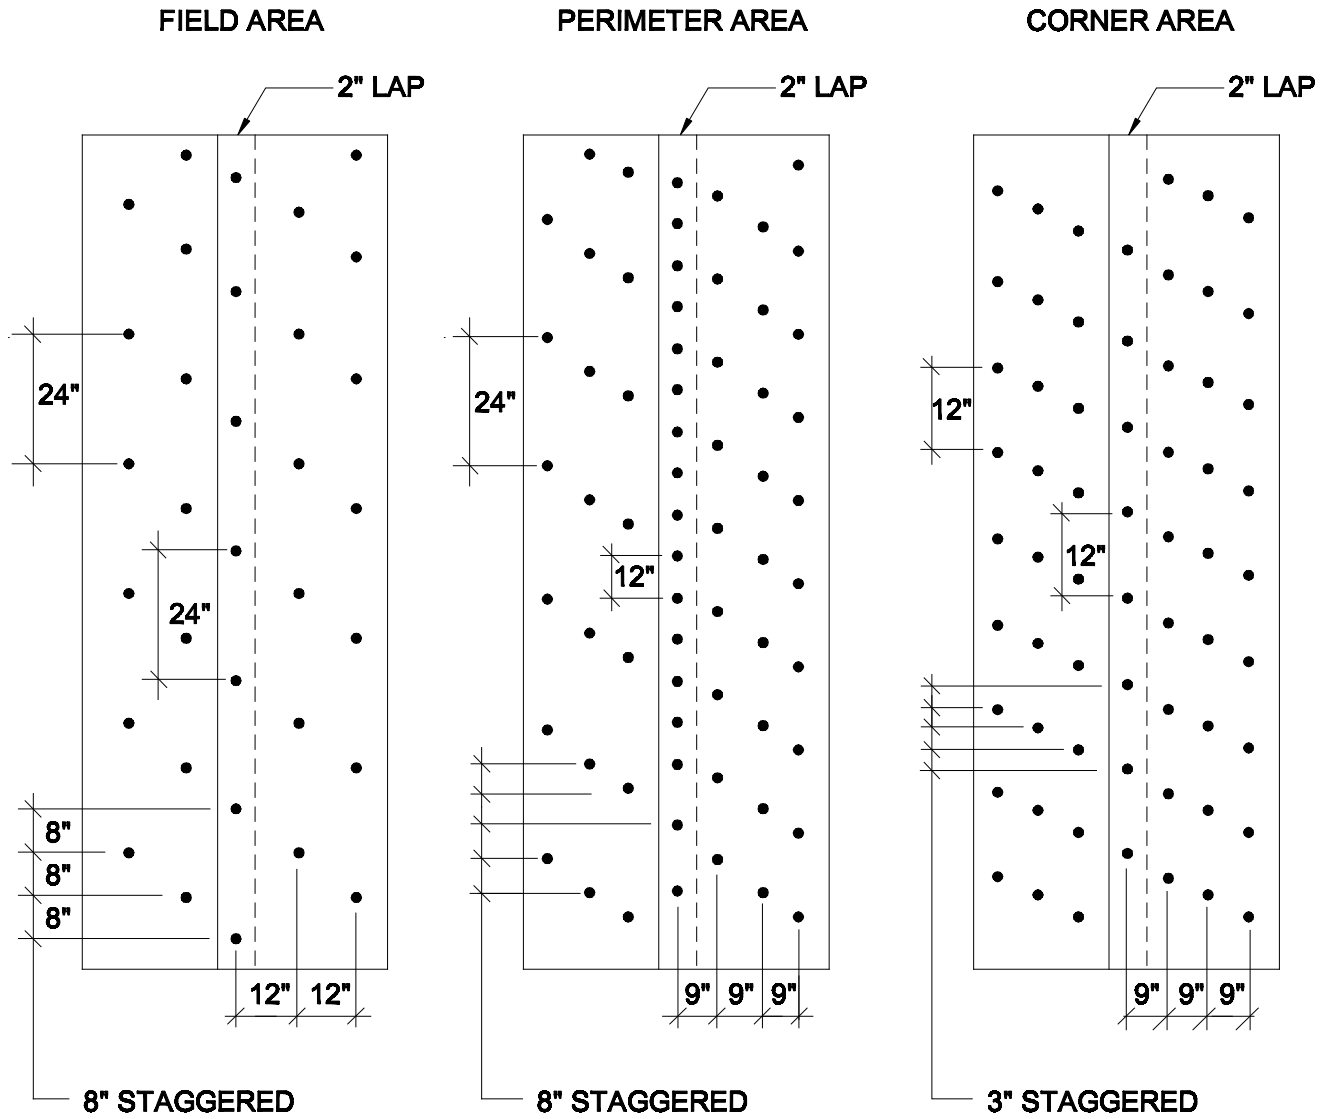 FIELD AREA
2" LAP
24"
24"
8"
8"
8"
12" 12"
8" STAGGERED
PERIMETER AREA
2" LAP
24"
12"
9" 9" 9"
8" STAGGERED
CORNER AREA
2" LAP
12"
12"
9" 9" 9"
3" STAGGERED